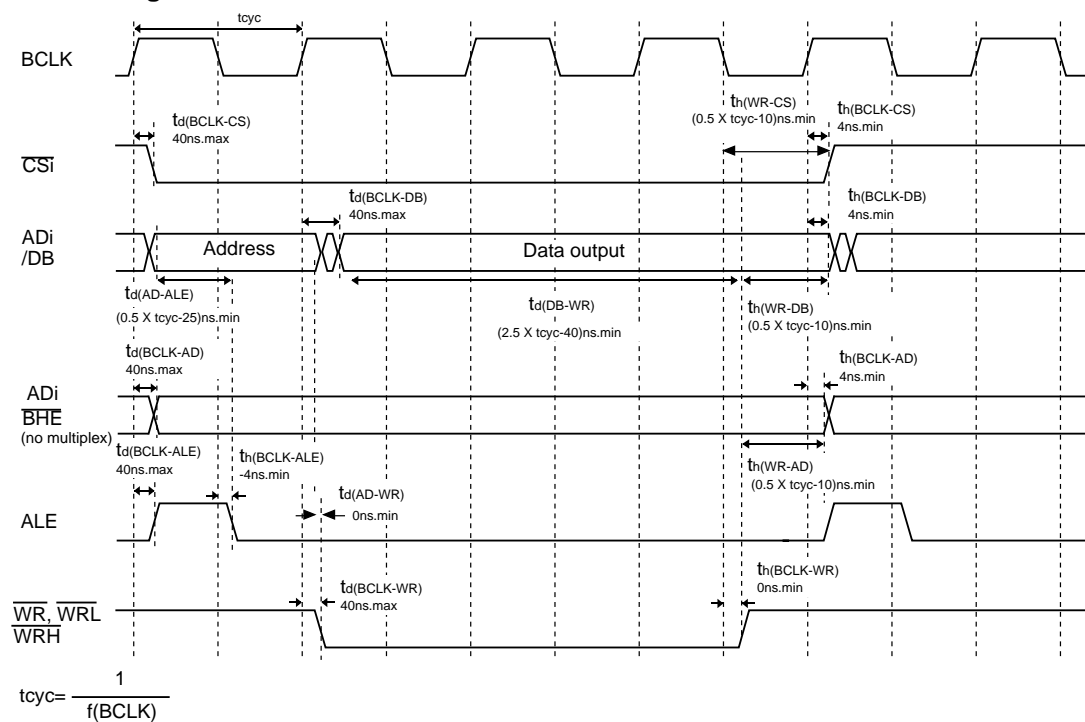 tcyc
BCLK
td(BCLK-CS)
40ns.max
th(WR-CS)
(0.5 X tcyc-10)ns.min
th(BCLK-CS)
4ns.min
CSi
td(BCLK-DB)
40ns.max
th(BCLK-DB)
4ns.min
ADi
/DB
Address
Data output
td(AD-ALE)
(0.5 X tcyc-25)ns.min
td(DB-WR)
(2.5 X tcyc-40)ns.min
th(WR-DB)
(0.5 X tcyc-10)ns.min
td(BCLK-AD)
40ns.max
th(BCLK-AD)
4ns.min
ADi
BHE
(no multiplex)
td(BCLK-ALE)
40ns.max
th(BCLK-ALE)
-4ns.min
th(WR-AD)
(0.5 X tcyc-10)ns.min
td(AD-WR)
0ns.min
ALE
td(BCLK-WR)
40ns.max
th(BCLK-WR)
0ns.min
WR, WRL
WRH
tcyc= 1
f(BCLK)